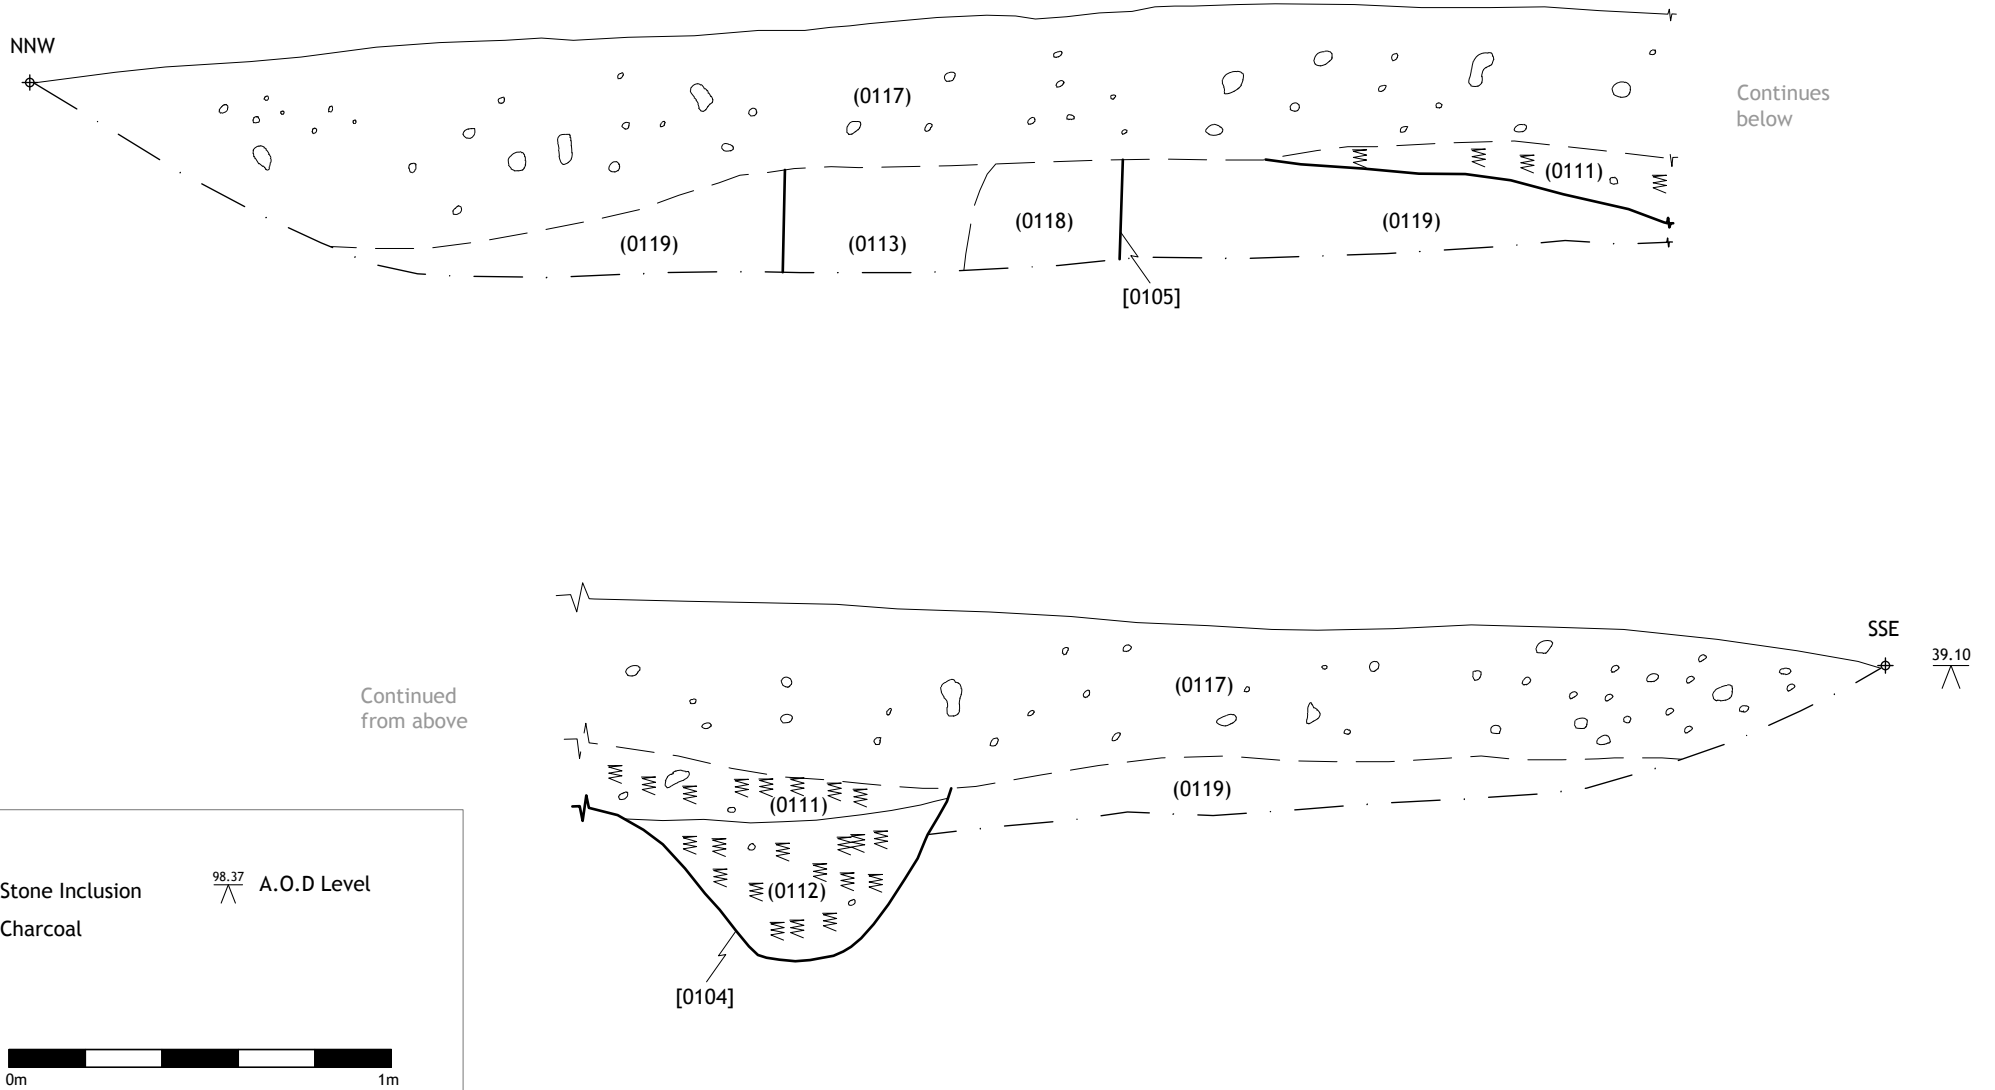 NNW
(0117)
Continues
below
(0111)
(0119)
(0113)
(0118)
(0119)
[0105]
SSE
39.10
(0117)
Continued
from above
(0111)
(0119)
(0112)
[0104]
98.37
Stone Inclusion
A.O.D Level
Charcoal
0m
1m